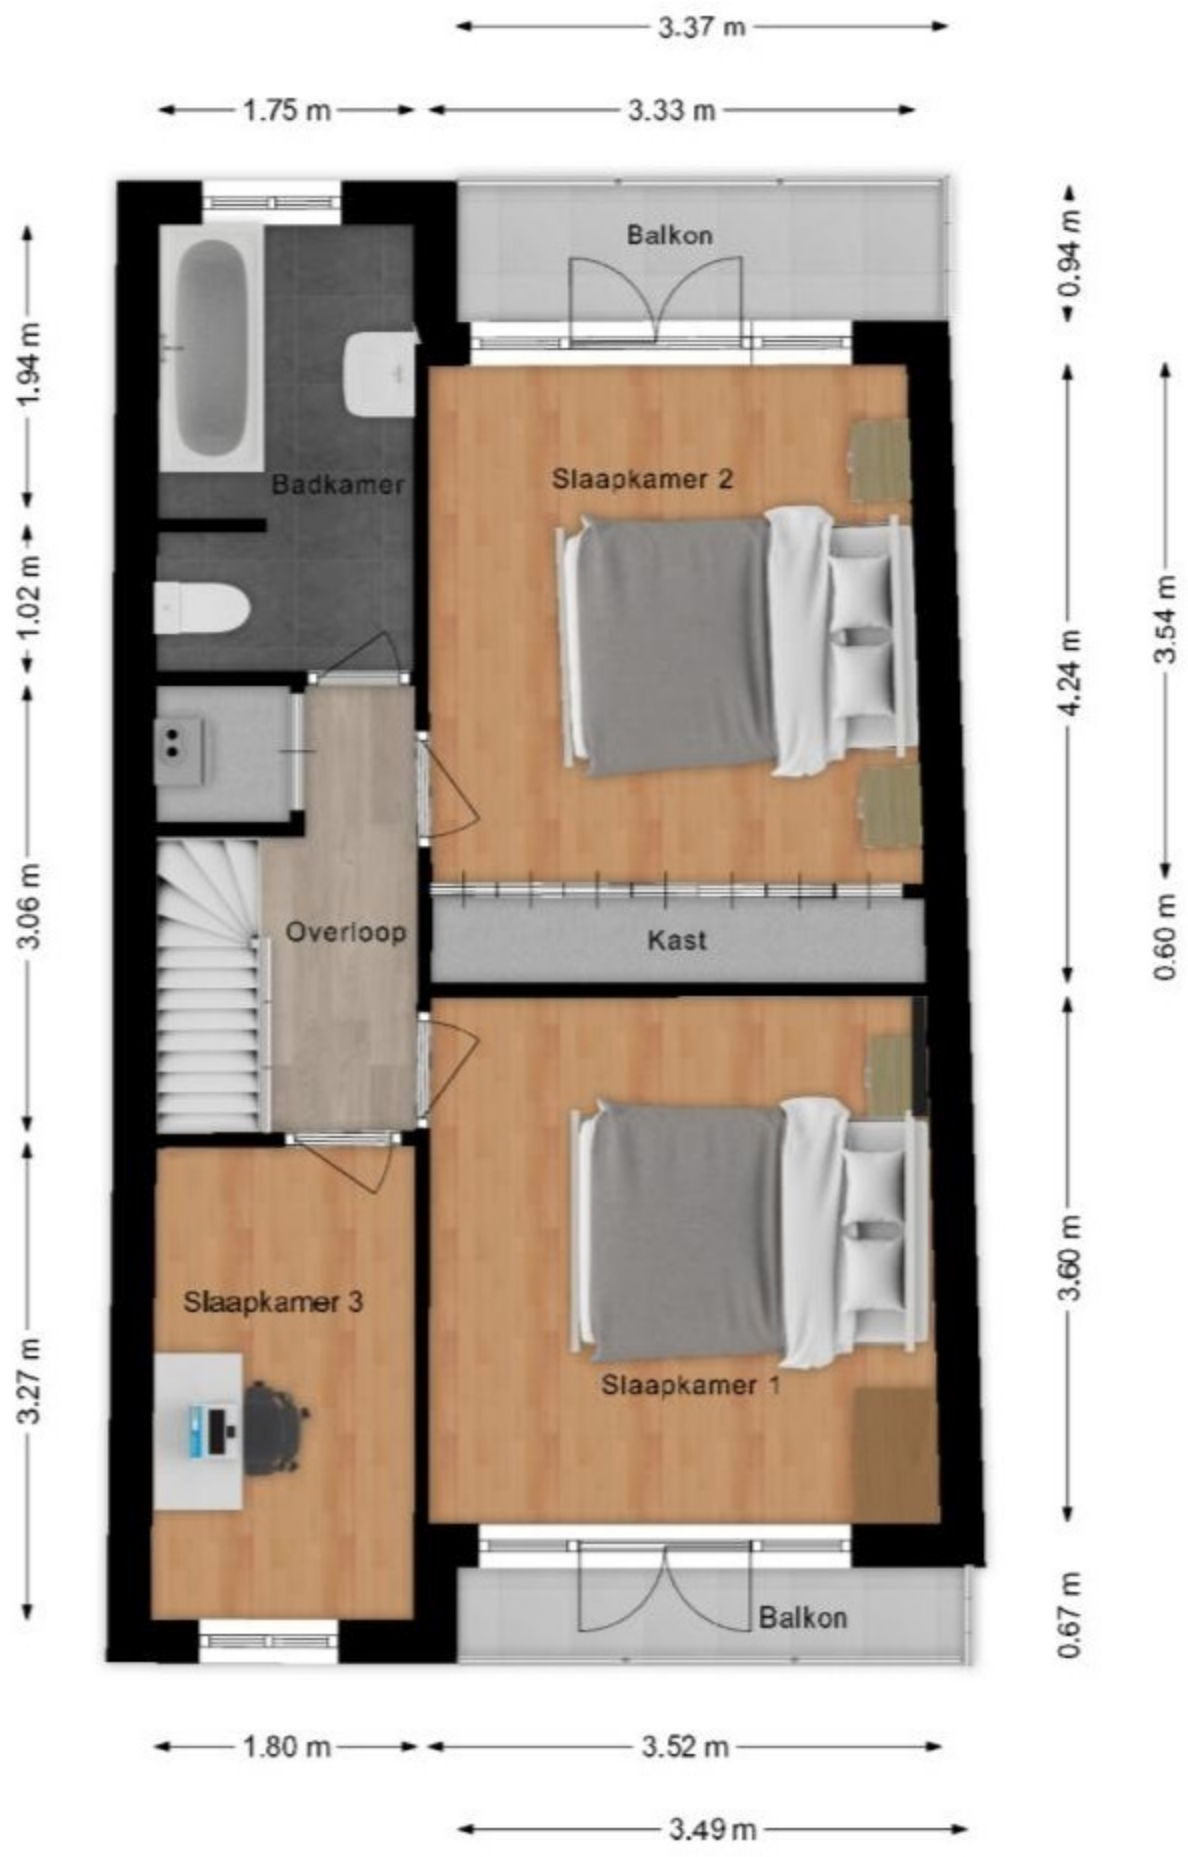 3.37 m
1.75 m
3.33 m
Balkon
0.94 m
1.94 m
Badkamer
Slaapkamer 2
1.02 m
4.24 m
3.54 m
3.06 m
Overloop
Kast
0.60 m
3.60 m
Slaapkamer 3
3.27 m
Slaapkamer 1
Balkon
0.67 m
1.80 m
3.52 m
3.49 m